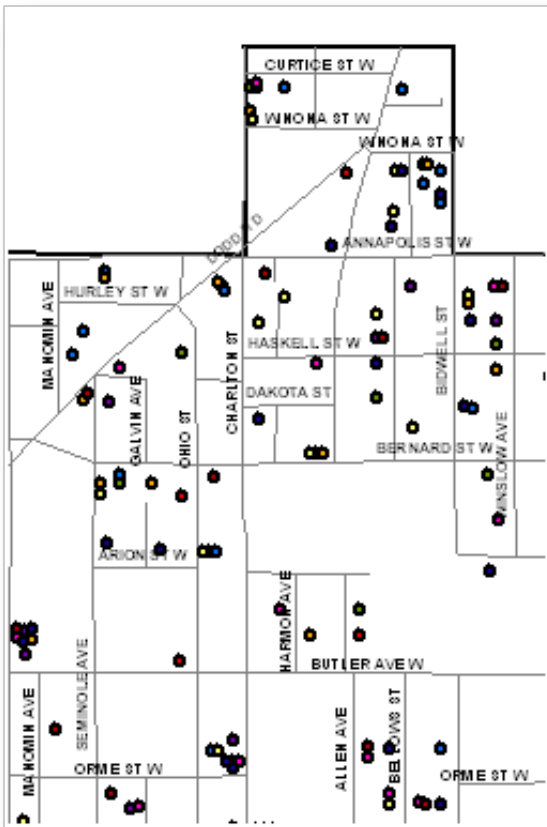 CURTICE ST W
WINONA ST W
WINONA ST W
DODD RD
ANNAPOLIS ST W
HURLEY ST W
MANOMIN AVE
HASKELL ST W
CHARLTON ST
BIDWELL ST
DAKOTA ST
GALVIN AVE
OHIO ST
BERNARD ST W
WINSLOW AVE
ARION ST W
HARMON AVE
BUTLER AVE W
SEMINOLE AVE
MANOMIN AVE
ALLEN AVE
BELLOWS ST
ORME ST W
ORME ST W